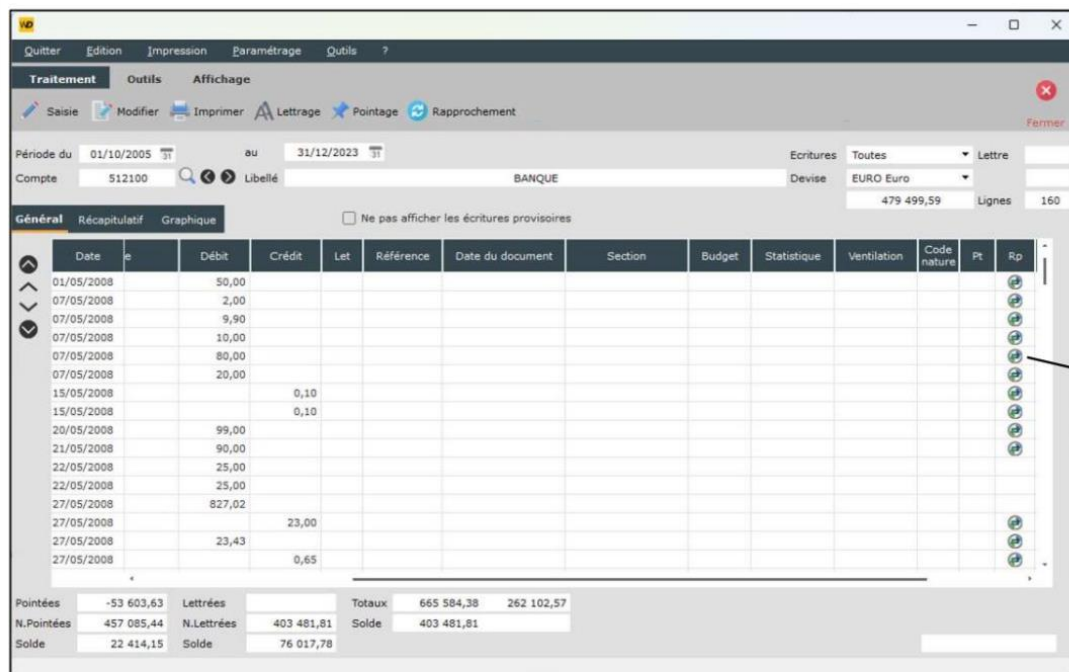 WD
Quitter Edition Impression Paramétrage Outils ?
Traitement Outils Affichage
Saisie Modifier Imprimer Lettrage Pointage Rapprochement
Fermer
Période du 01/10/2005 31 au 31/12/2023 31 Ecritures Toutes Lettre
Compte 512100 Libellé BANQUE Devise EURO Euro
479 499,59 Lignes 160
Général Récapitulatif Graphique Ne pas afficher les écritures provisoires
Date e Débit Crédit Let Référence Date du document Section Budget Statistique Ventilation Code nature Pt Rp
01/05/2008 50,00
07/05/2008 2,00
07/05/2008 9,90
07/05/2008 10,00
07/05/2008 80,00
07/05/2008 20,00
15/05/2008 0,10
15/05/2008 0,10
20/05/2008 99,00
21/05/2008 90,00
22/05/2008 25,00
22/05/2008 25,00
27/05/2008 827,02
27/05/2008 23,00
27/05/2008 23,43
27/05/2008 0,65
Pointées -53 603,63 Lettrées Totaux 665 584,38 262 102,57
N.Pointées 457 085,44 N.Lettrées 403 481,81 Solde 403 481,81
Solde 22 414,15 Solde 76 017,78